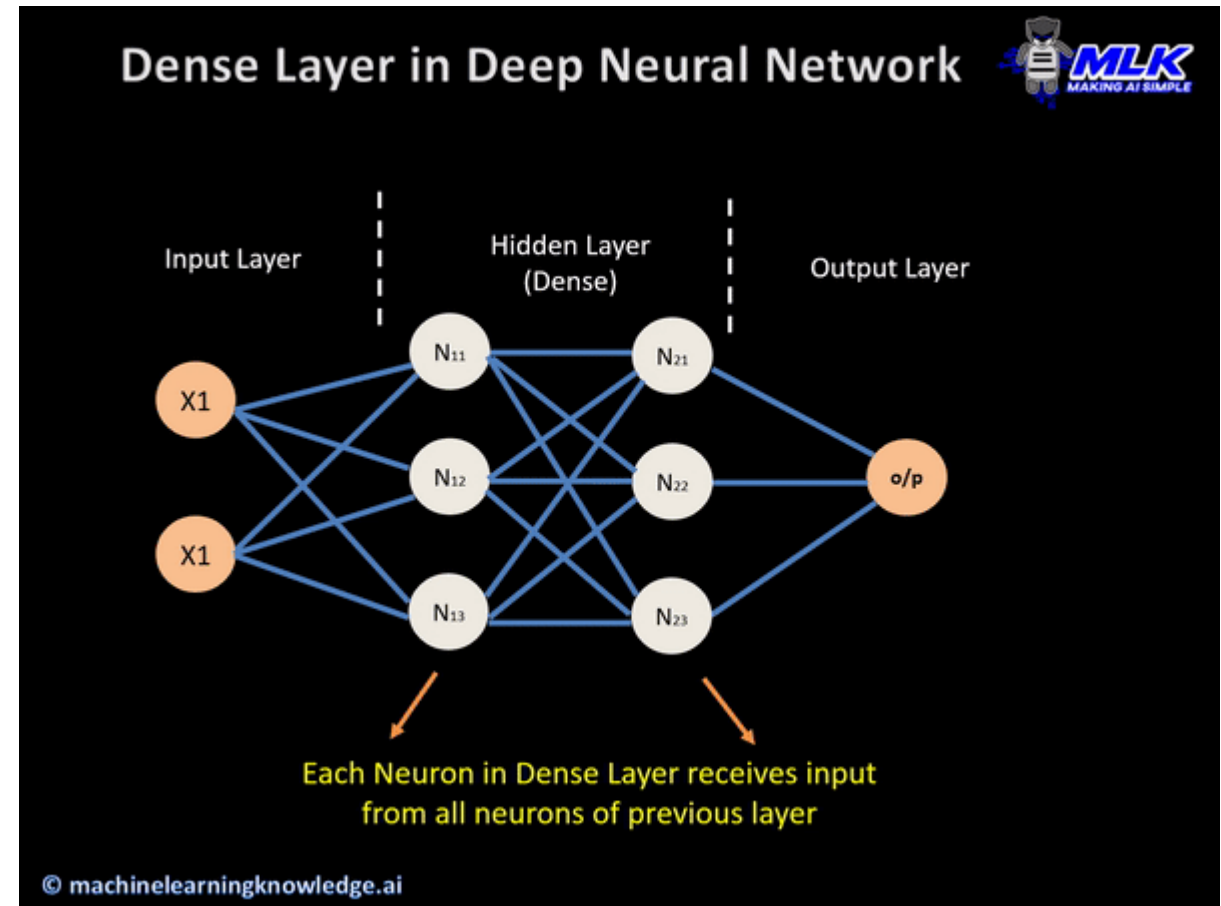 Dense Layer in Deep Neural Network
MLK
MAKING AI SIMPLE
Input Layer
Hidden Layer
(Dense)
Output Layer
N₁₁
N₂₁
X1
N₁₂
N₂₂
o/p
X1
N₁₃
N₂₃
Each Neuron in Dense Layer receives input
from all neurons of previous layer
© machinelearningknowledge.ai